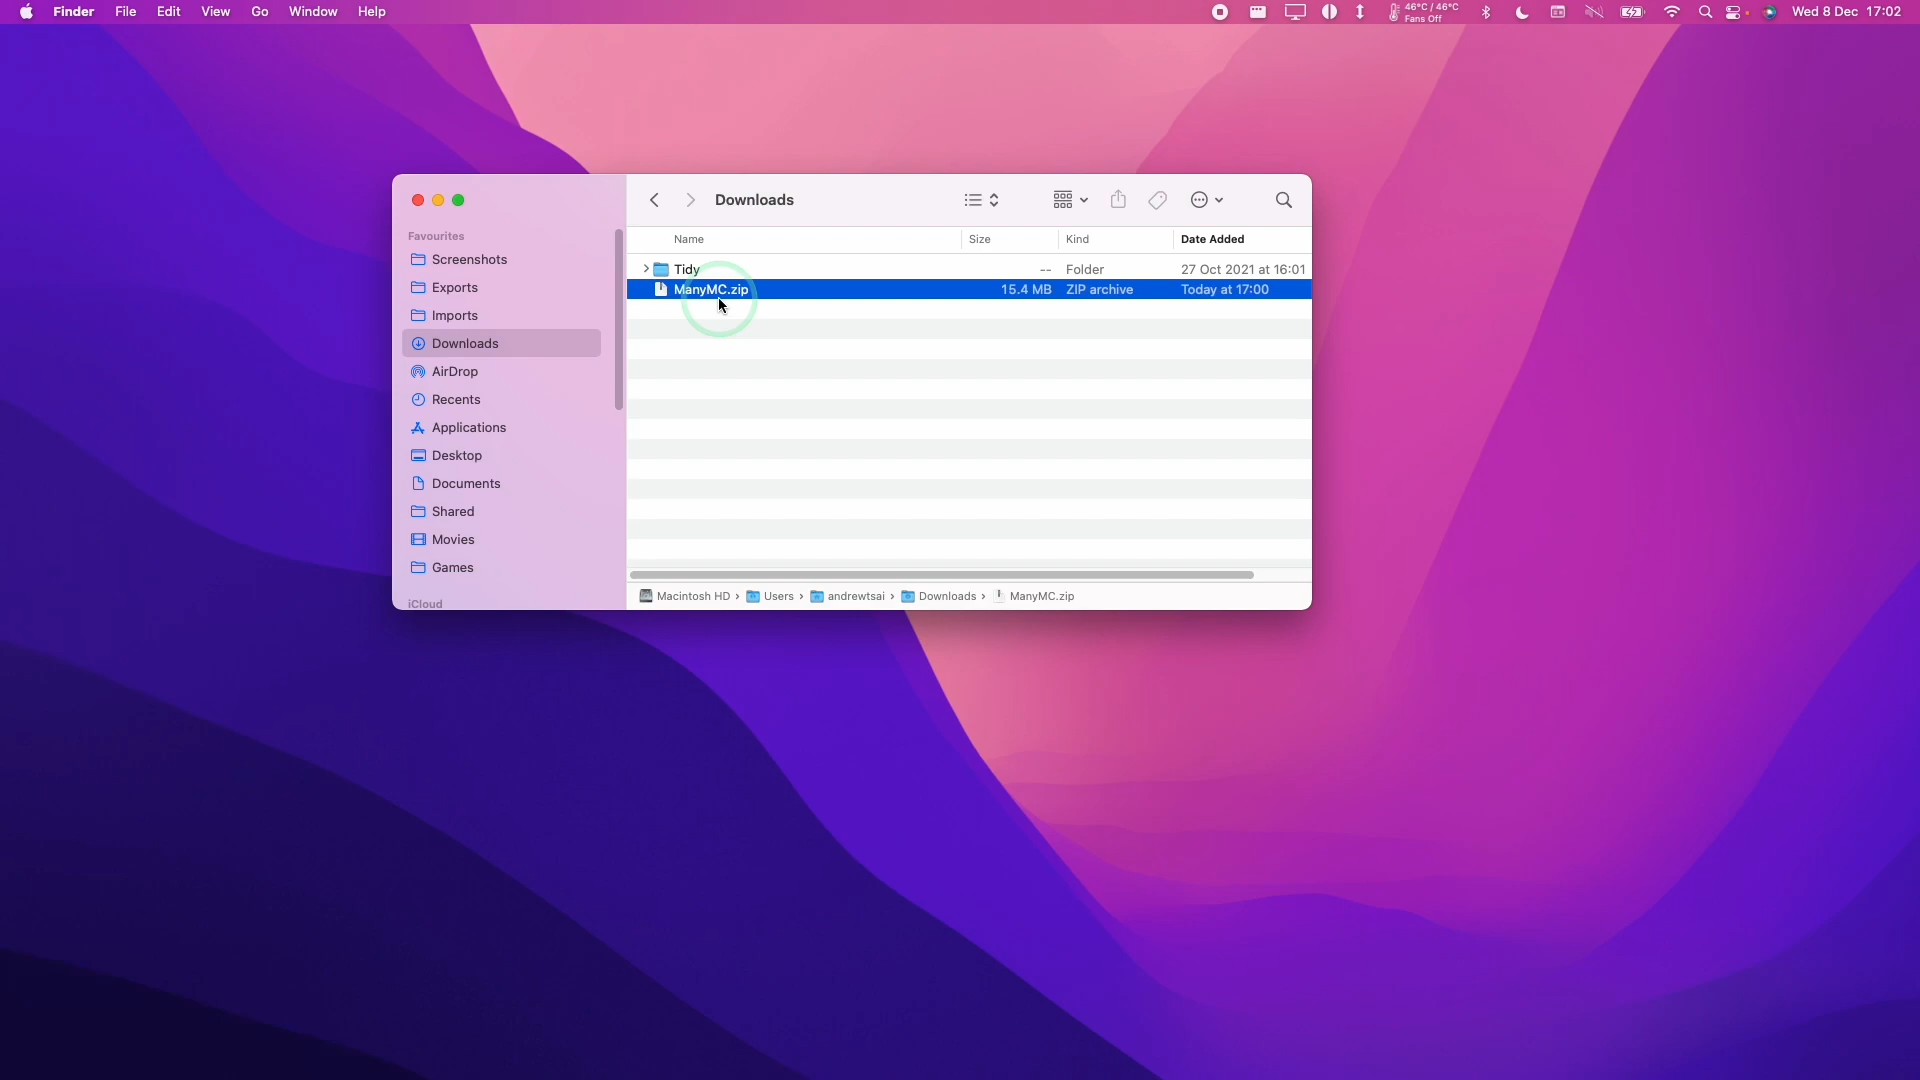 Finder File Edit View Go Window Help 46°C / 46°C Wed 8 Dec 17:02
Fans Off
Downloads
Favourites
Screenshots
Exports
Imports
Downloads
AirDrop
Recents
Applications
Desktop
Documents
Shared
Movies
Games
iCloud
Name Size Kind Date Added
Tidy -- Folder 27 Oct 2021 at 16:01
ManyMC.zip 15.4 MB ZIP archive Today at 17:00
Macintosh HD › Users › andrewtsai › Downloads › ManyMC.zip